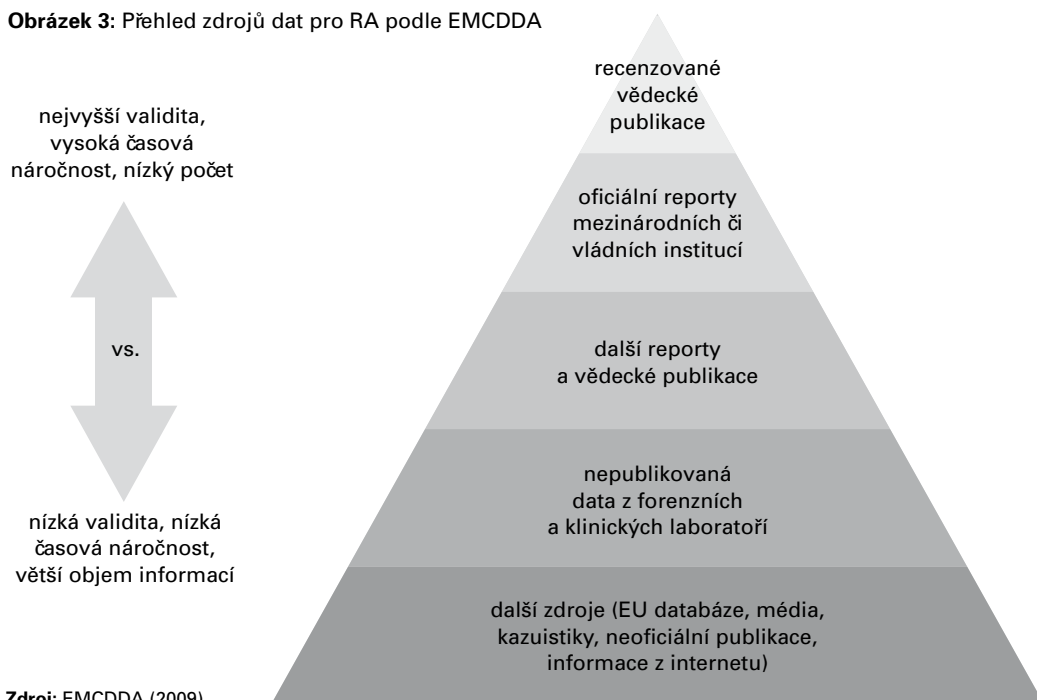 Obrázek 3: Přehled zdrojů dat pro RA podle EMCDDA
nejvyšší validita,
vysoká časová
náročnost, nízký počet
vs.
nízká validita, nízká
časová náročnost,
větší objem informací
recenzované
vědecké
publikace
oficiální reporty
mezinárodních či
vládních institucí
další reporty
a vědecké publikace
nepublikovaná
data z forenzních
a klinických laboratoří
další zdroje (EU databáze, média,
kazuistiky, neoficiální publikace,
informace z internetu)
Zdroj: EMCDDA (2009)